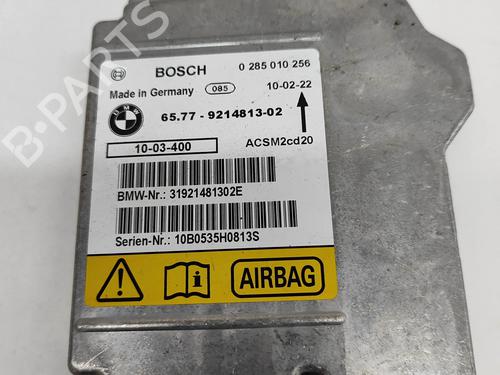 BOSCH 0 285 010 256
Made in Germany 085 10-02-22
BMW
65.77 - 9214813-02
10-03-400 ACSM2cd20
BMW-Nr.: 31921481302E
Serien-Nr.: 10B0535H0813S
AIRBAG
B-PARTS